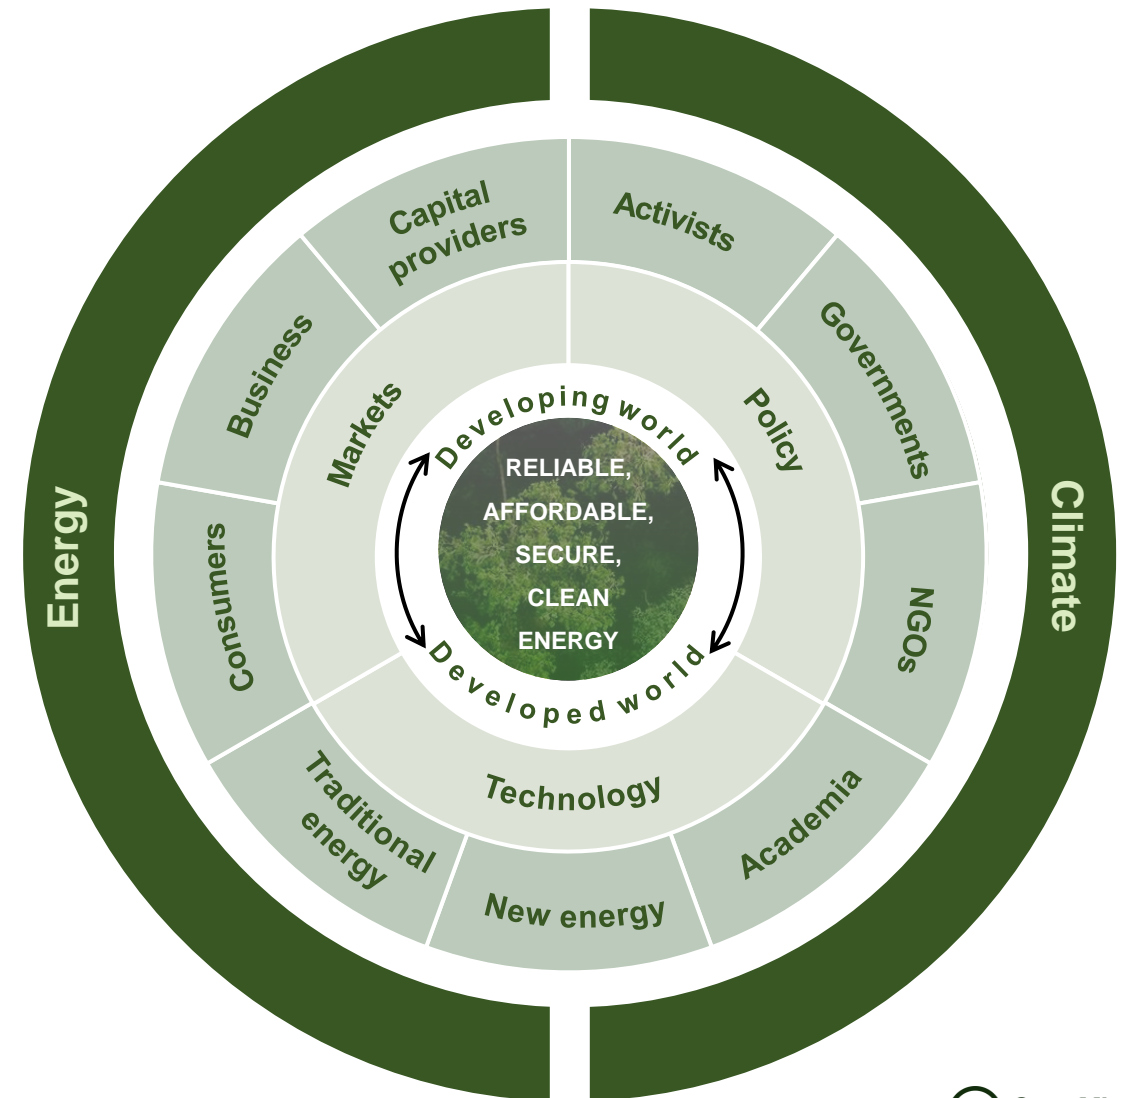 Energy
Climate
Capital
providers
Activists
Governments
NGOs
Academia
New energy
Traditional
energy
Consumers
Business
Markets
Policy
Technology
Developing world
RELIABLE,
AFFORDABLE,
SECURE,
CLEAN
ENERGY
Developed world